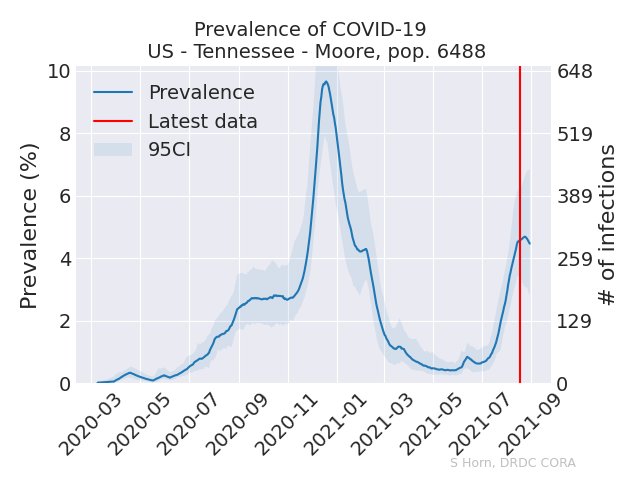 Prevalence of COVID-19
US - Tennessee - Moore, pop. 6488
Prevalence (%)
10
8
6
4
2
0
Prevalence
Latest data
95CI
648
519
389
259
129
0
# of infections
2020-03
2020-05
2020-07
2020-09
2020-11
2021-01
2021-03
2021-05
2021-07
2021-09
S Horn, DRDC CORA